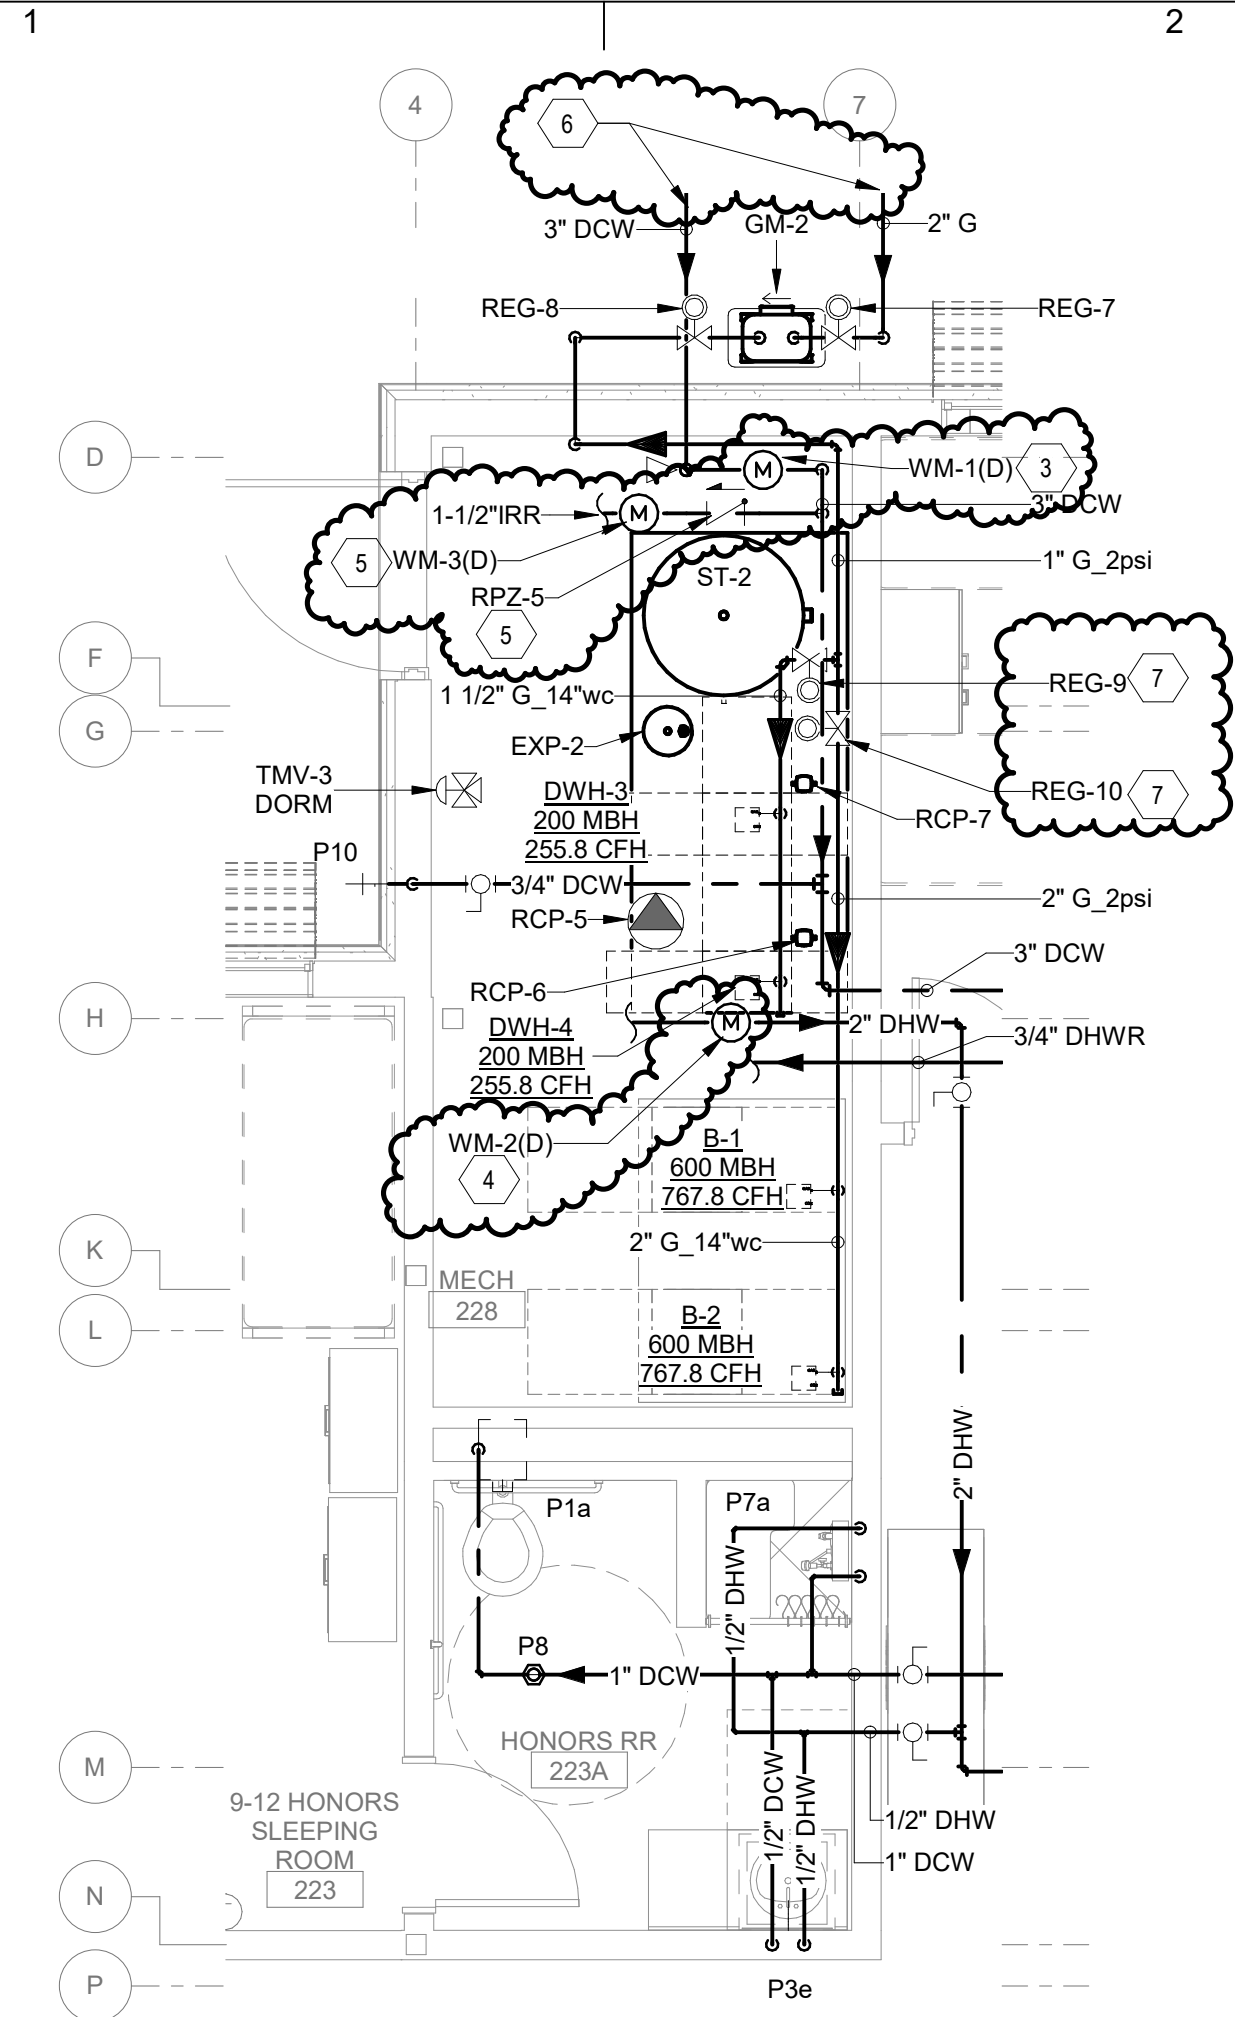 1
2
4
7
6
3" DCW
GM-2
2" G
REG-8
REG-7
D
M
WM-1(D)
3
3" DCW
1-1/2"IRR
M
5
WM-3(D)
1" G_2psi
ST-2
RPZ-5
5
F
REG-9
7
1 1/2" G_14"wc
G
EXP-2
TMV-3
DORM
DWH-3
200 MBH
255.8 CFH
REG-10
7
RCP-7
P10
3/4" DCW
2" G_2psi
RCP-5
3" DCW
RCP-6
H
M
2" DHW
DWH-4
200 MBH
255.8 CFH
3/4" DHWR
WM-2(D)
4
B-1
600 MBH
767.8 CFH
K
2" G_14"wc
MECH
228
L
B-2
600 MBH
767.8 CFH
2" DHW
P1a
P7a
1/2" DHW
P8
1" DCW
HONORS RR
223A
M
1/2" DCW
1/2" DHW
9-12 HONORS
SLEEPING
ROOM
223
1/2" DHW
1" DCW
N
P
P3e